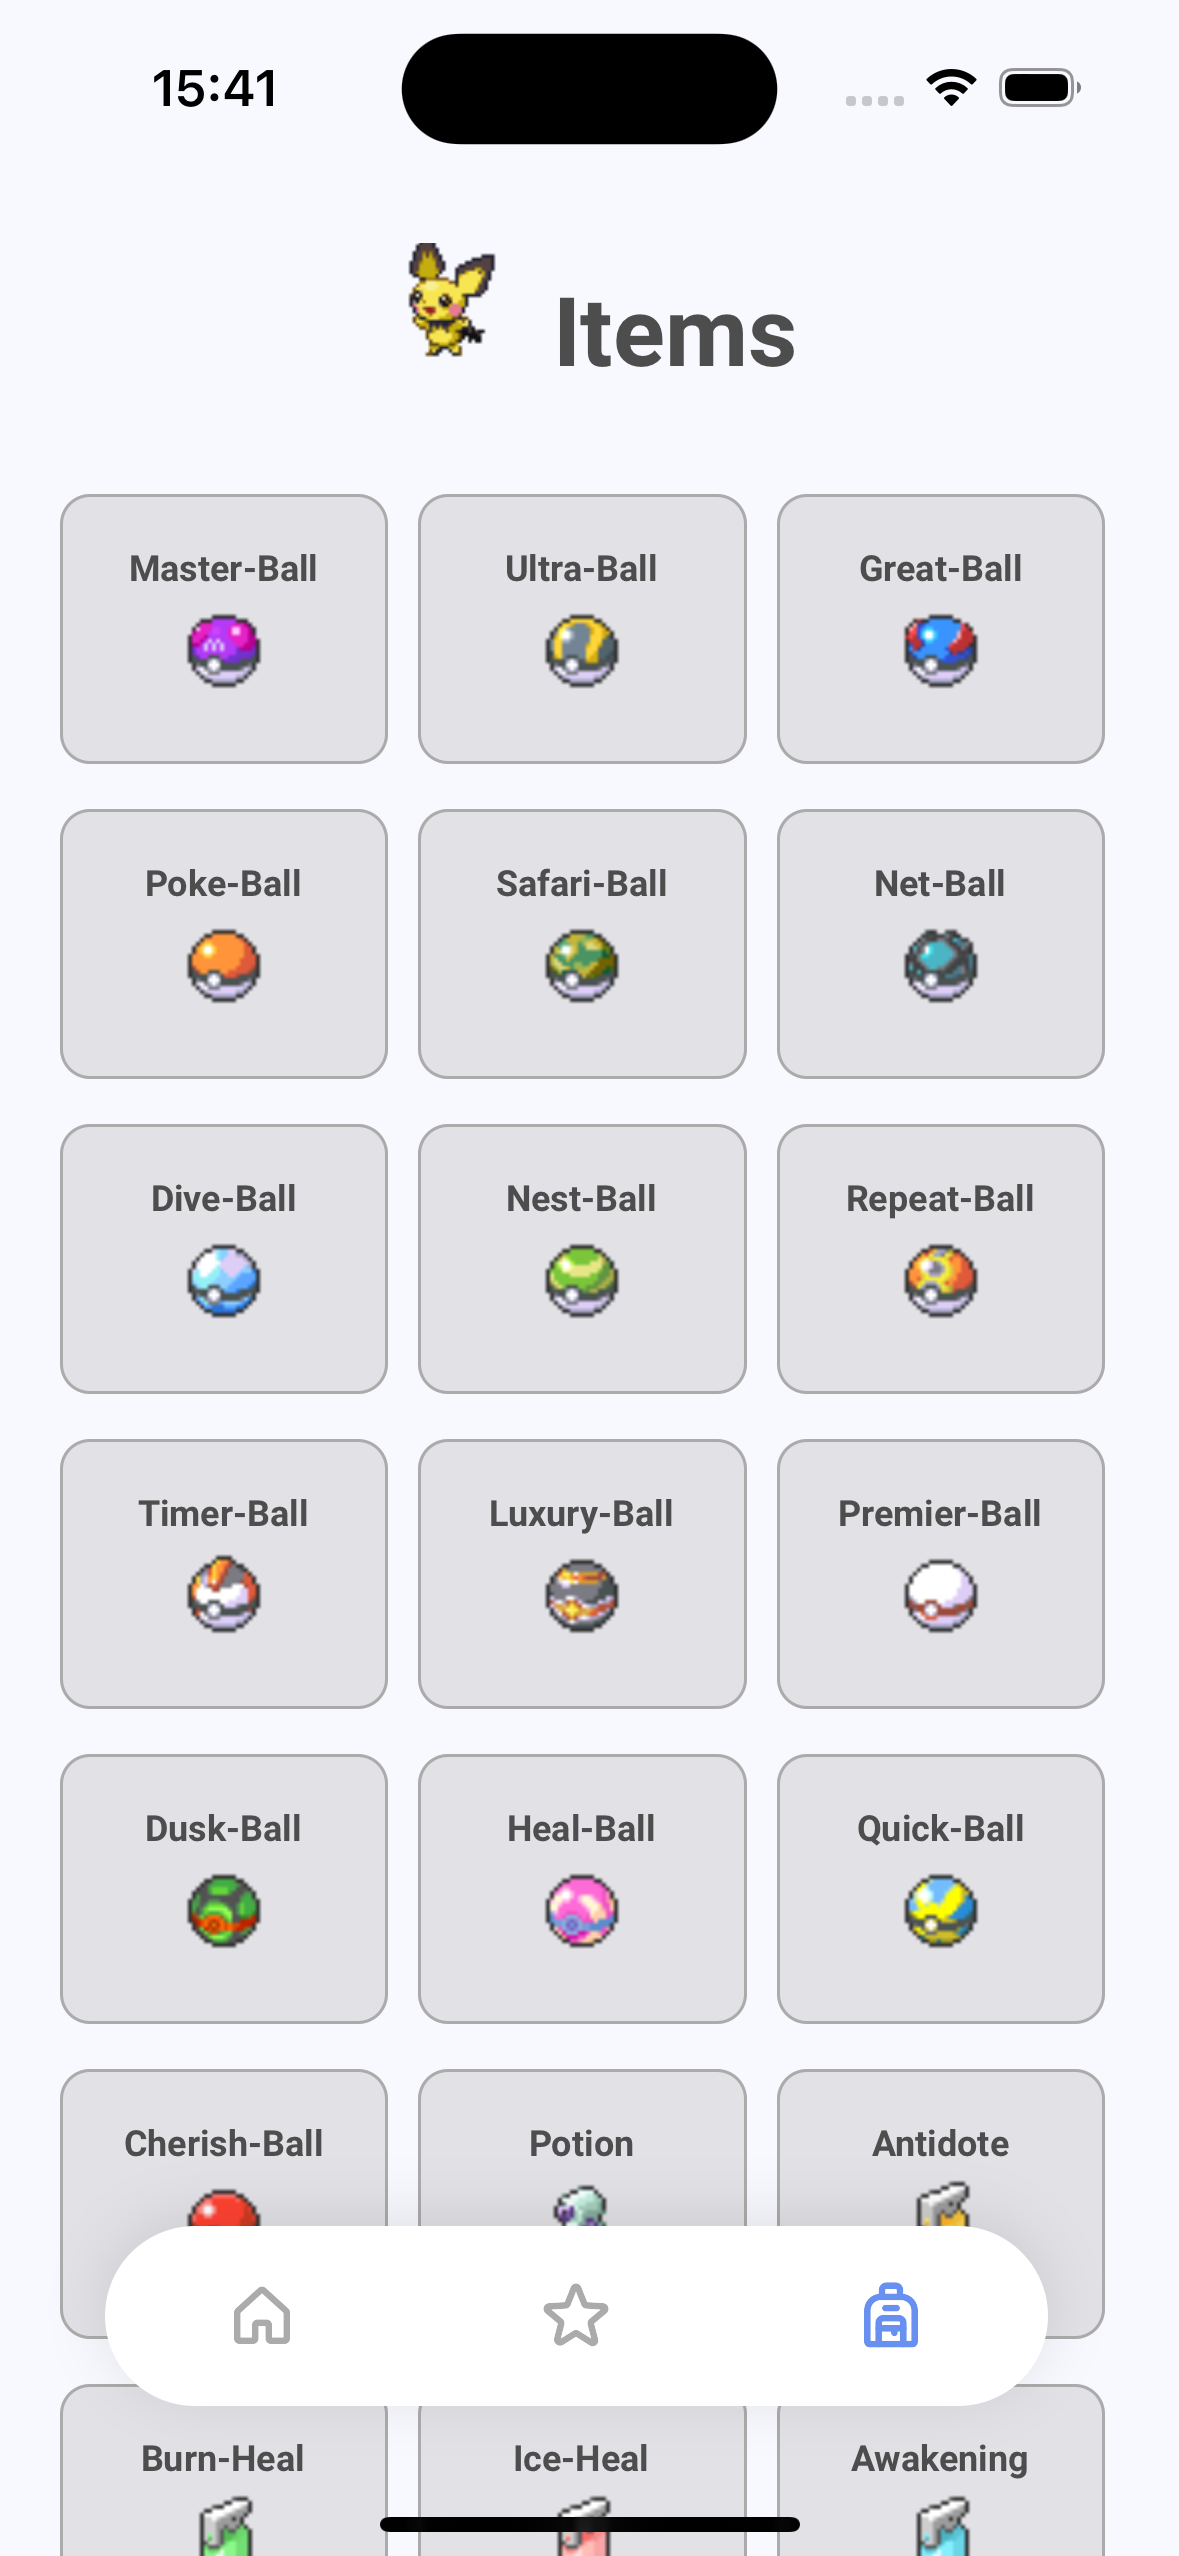 15:41
Items
Master-Ball
Ultra-Ball
Great-Ball
Poke-Ball
Safari-Ball
Net-Ball
Dive-Ball
Nest-Ball
Repeat-Ball
Timer-Ball
Luxury-Ball
Premier-Ball
Dusk-Ball
Heal-Ball
Quick-Ball
Cherish-Ball
Potion
Antidote
Burn-Heal
Ice-Heal
Awakening